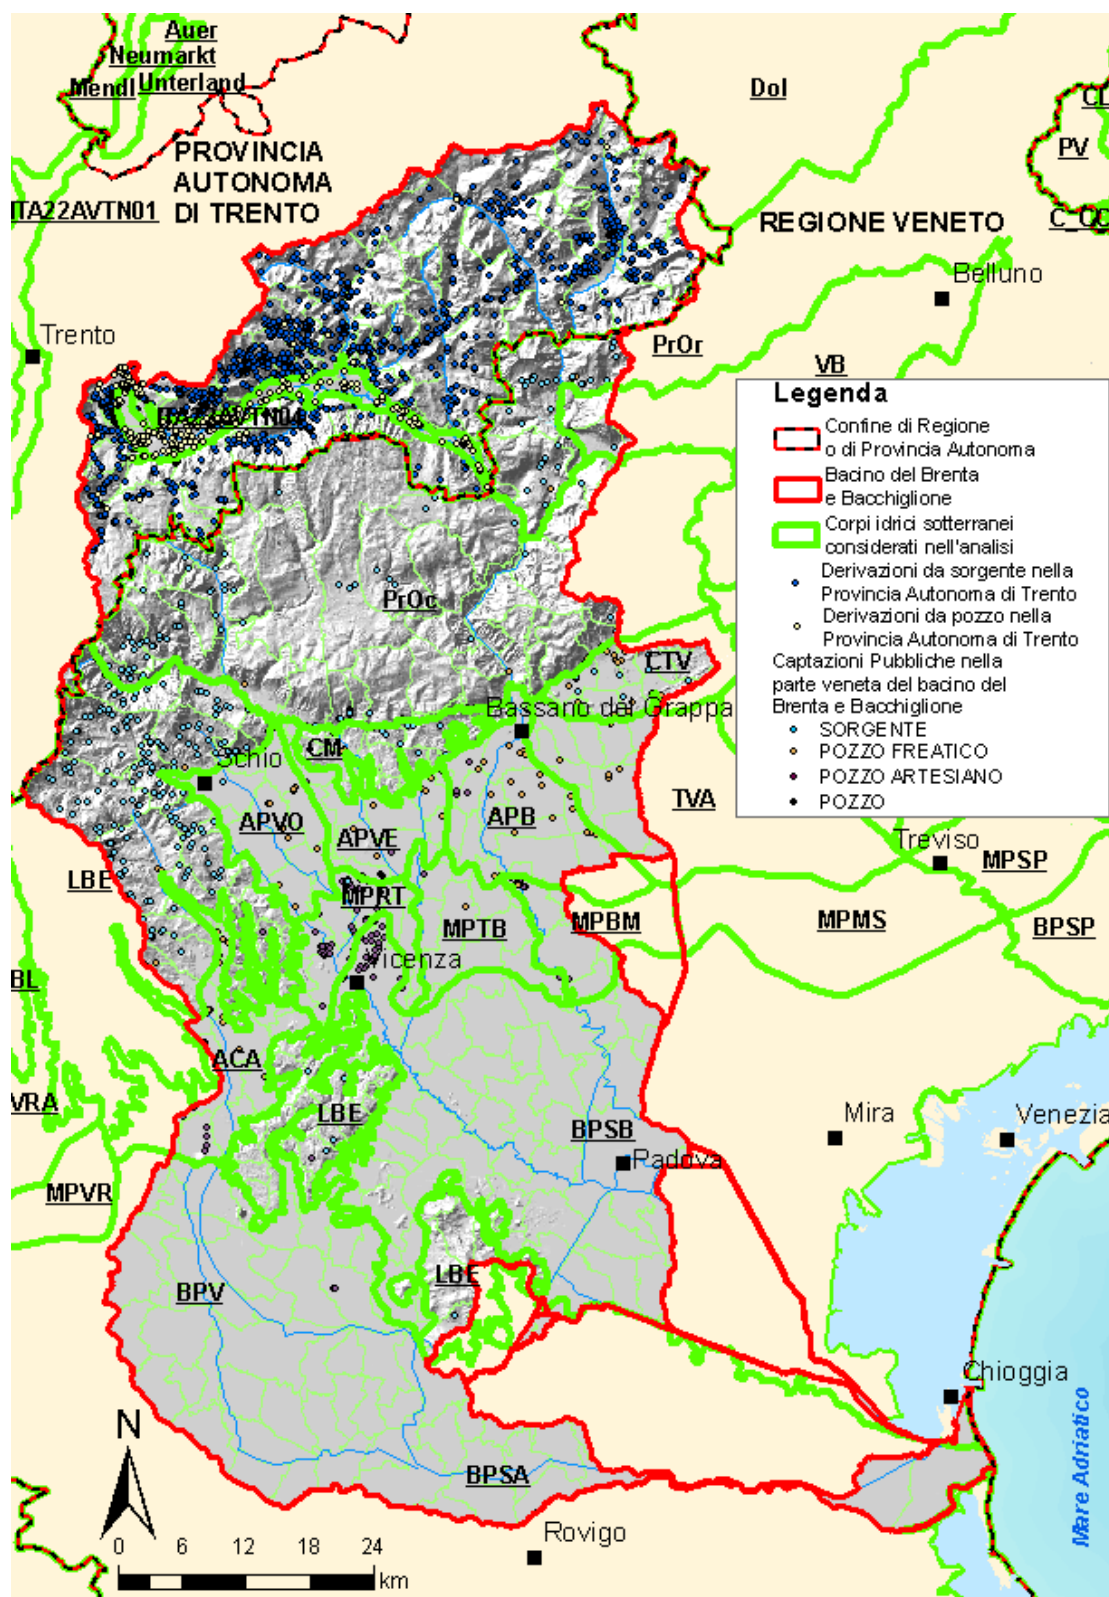 Auer
Neumarkt
Mendl Unterland
Dol
PV
PROVINCIA
AUTONOMA
DI TRENTO
ITA22AVTN01
REGIONE VENETO
Belluno
Trento
PrOr
VB
Legenda
Confine di Regione
o di Provincia Autonoma
Bacino del Brenta
e Bacchiglione
Corpi idrici sotterranei
considerati nell'analisi
Derivazioni da sorgente nella
Provincia Autonoma di Trento
Derivazioni da pozzo nella
Provincia Autonoma di Trento
Captazioni Pubbliche nella
parte veneta del bacino del
Brenta e Bacchiglione
SORGENTE
POZZO FREATICO
POZZO ARTESIANO
POZZO
PrOc
CTV
Bassano del Grappa
CM
Schio
TVA
APVO
APVE
APB
Treviso
MPSP
LBE
MPRT
MPTB
MPBM
MPMS
BPSP
Vicenza
BL
ACA
VRA
LBE
BPSB
Mira
Venezia
Padova
MPVR
BPV
LBE
Chioggia
N
BPSA
Mare Adriatico
Rovigo
0 6 12 18 24
km